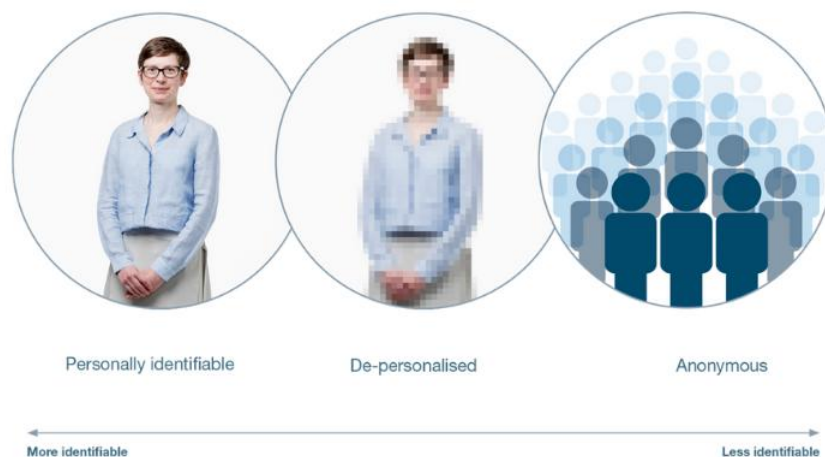 Personally identifiable
De-personalised
Anonymous
More identifiable
Less identifiable